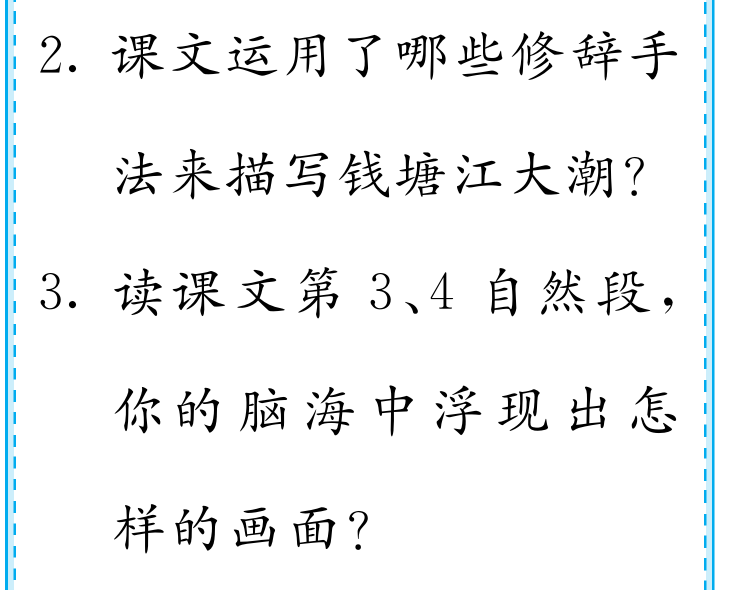 2. 课文运用了哪些修辞手
法来描写钱塘江大潮?
3. 读课文第 3、4 自然段，
你的脑海中浮现出怎
样的画面?